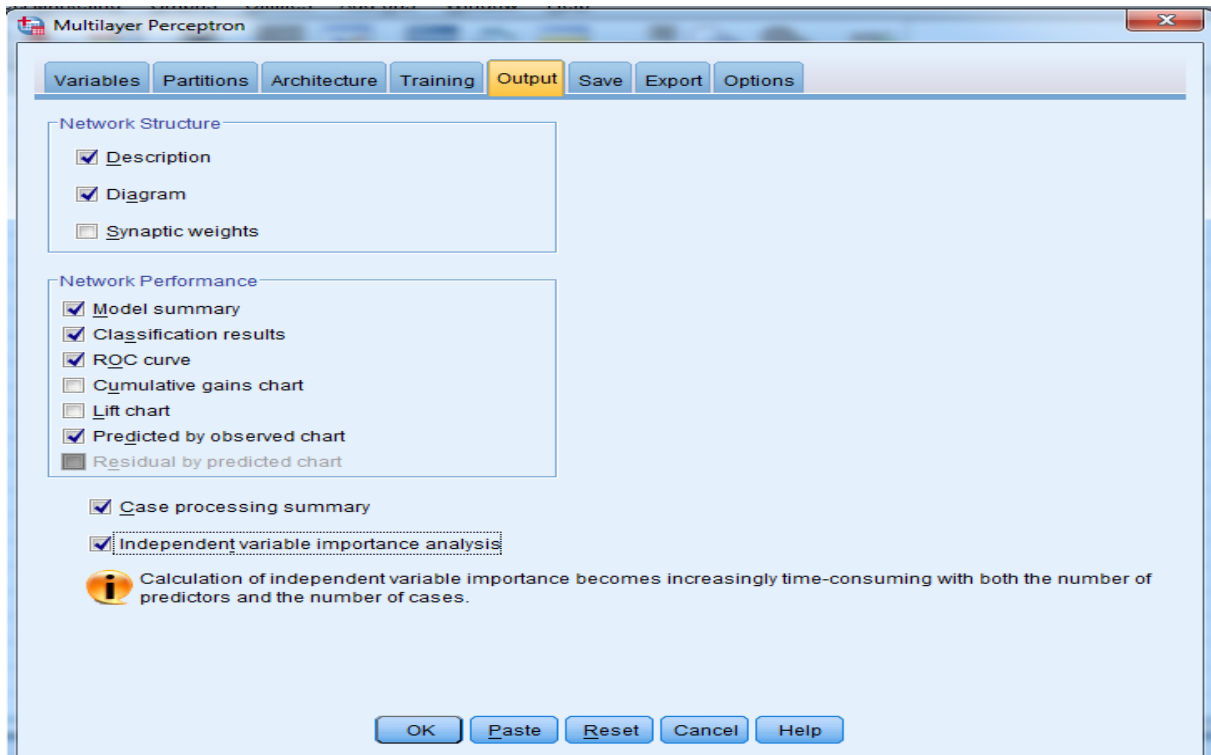 Multilayer Perceptron
Variables Partitions Architecture Training Output Save Export Options
Network Structure
Description
Diagram
Synaptic weights
Network Performance
Model summary
Classification results
ROC curve
Cumulative gains chart
Lift chart
Predicted by observed chart
Residual by predicted chart
Case processing summary
Independent variable importance analysis
Calculation of independent variable importance becomes increasingly time-consuming with both the number of
predictors and the number of cases.
OK Paste Reset Cancel Help